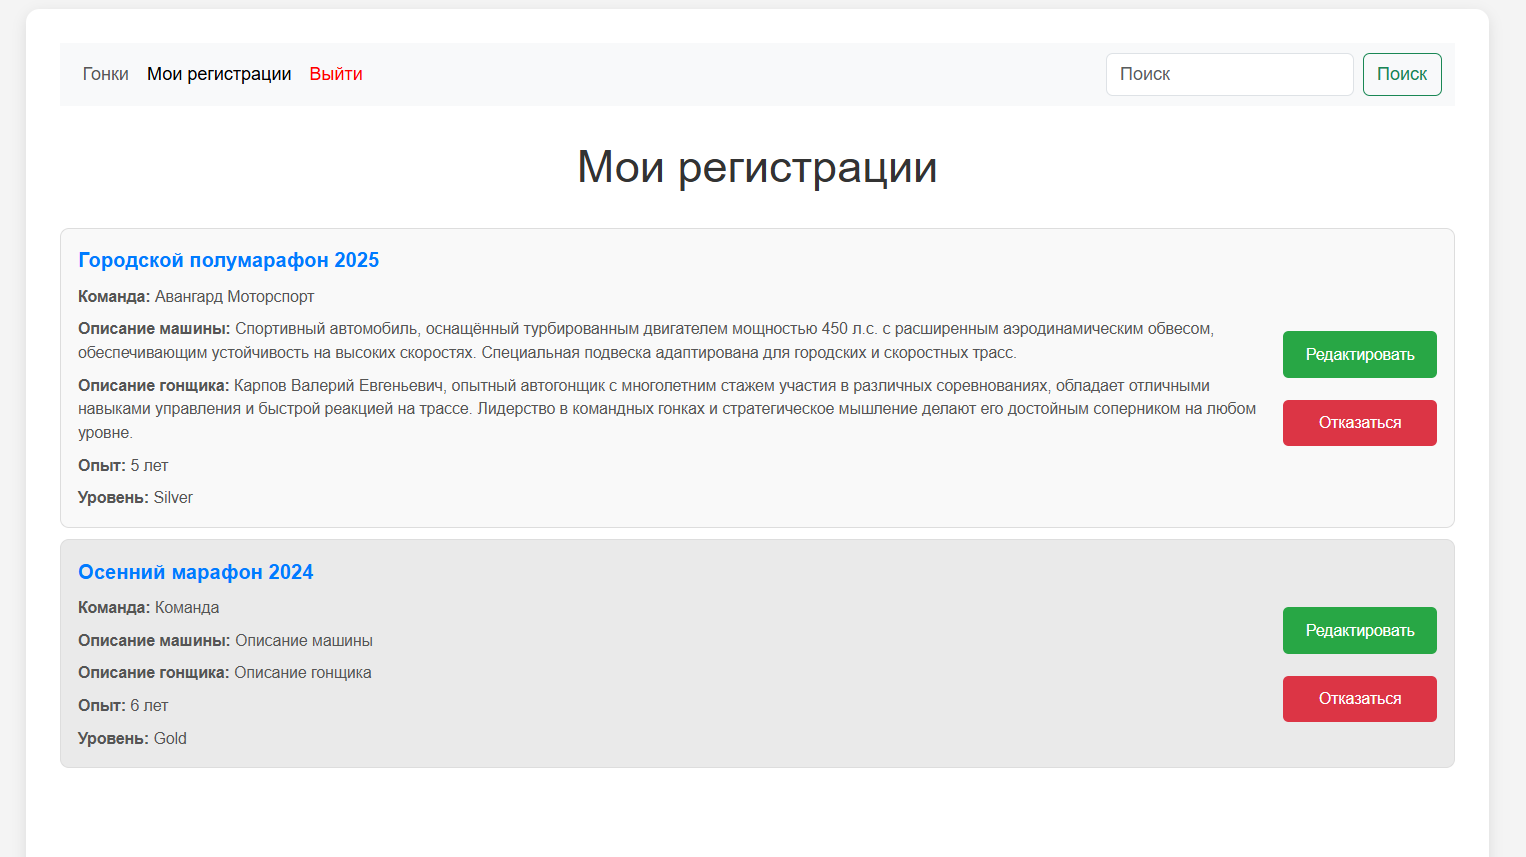 Гонки Мои регистрации Выйти Поиск Поиск
Мои регистрации
Городской полумарафон 2025
Команда: Авангард Моторспорт
Описание машины: Спортивный автомобиль, оснащённый турбированным двигателем мощностью 450 л.с. с расширенным аэродинамическим обвесом,
обеспечивающим устойчивость на высоких скоростях. Специальная подвеска адаптирована для городских и скоростных трасс.
Описание гонщика: Карпов Валерий Евгеньевич, опытный автогонщик с многолетним стажем участия в различных соревнованиях, обладает отличными
навыками управления и быстрой реакцией на трассе. Лидерство в командных гонках и стратегическое мышление делают его достойным соперником на любом
уровне.
Опыт: 5 лет
Уровень: Silver
Редактировать
Отказаться
Осенний марафон 2024
Команда: Команда
Описание машины: Описание машины
Описание гонщика: Описание гонщика
Опыт: 6 лет
Уровень: Gold
Редактировать
Отказаться